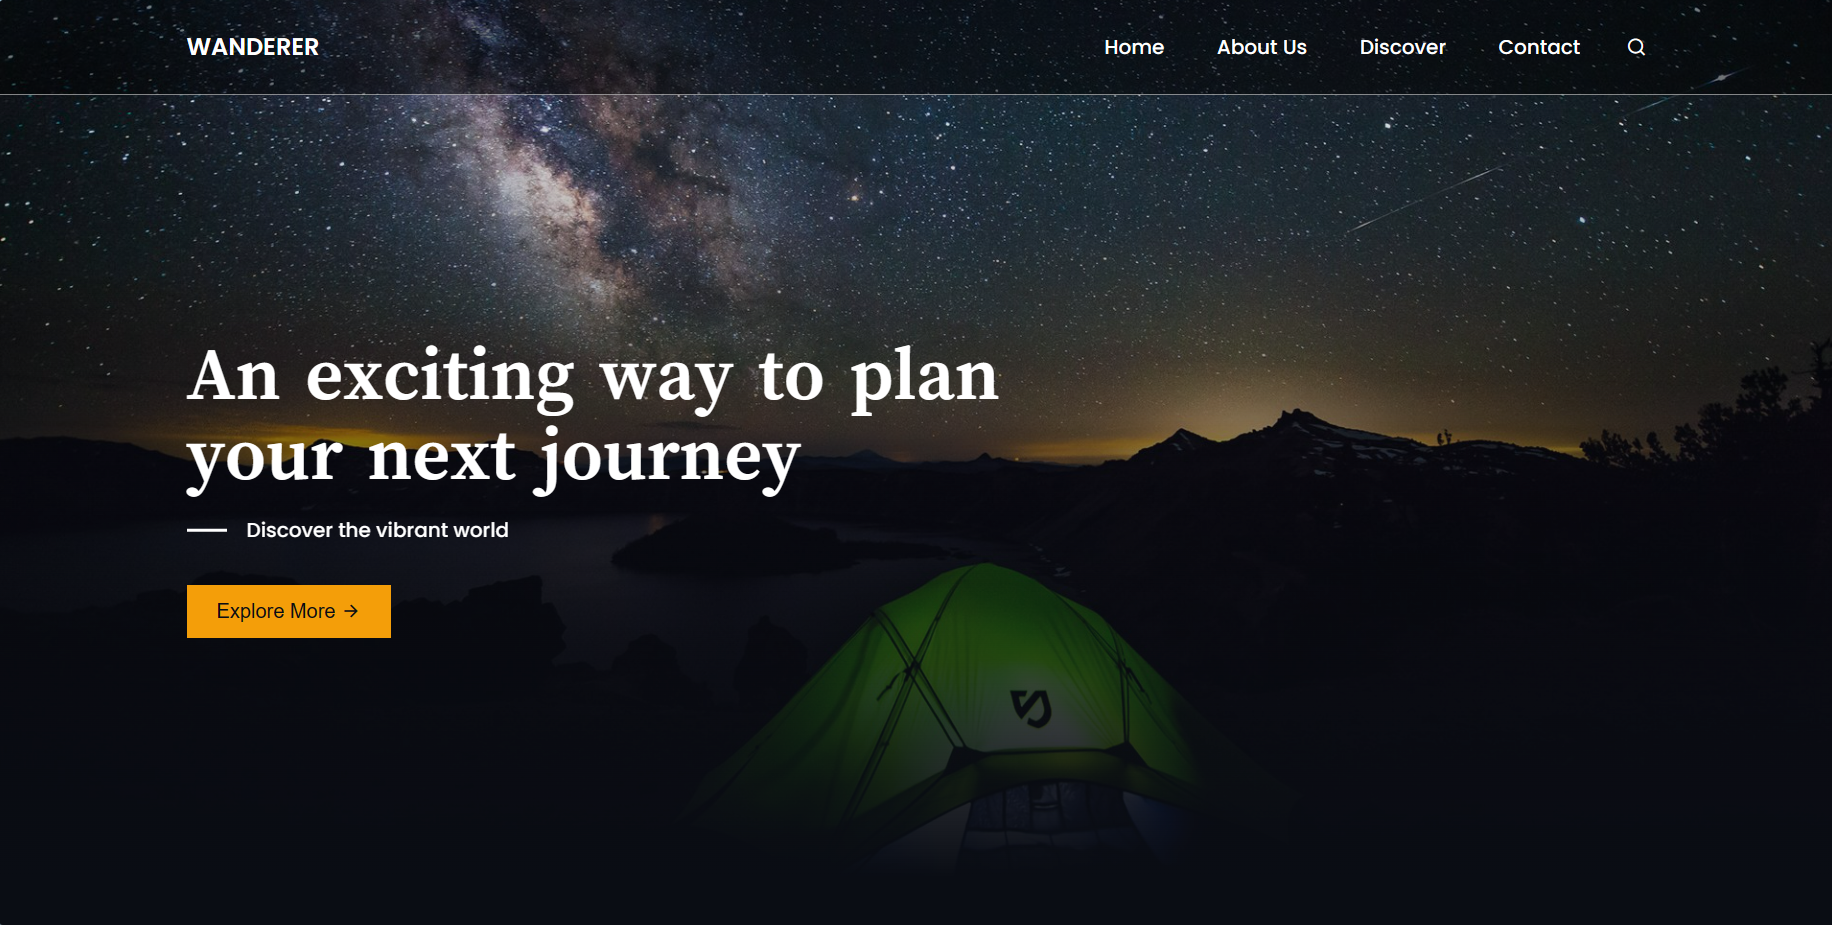 WANDERER
Home About Us Discover Contact
An exciting way to plan
your next journey
Discover the vibrant world
Explore More →